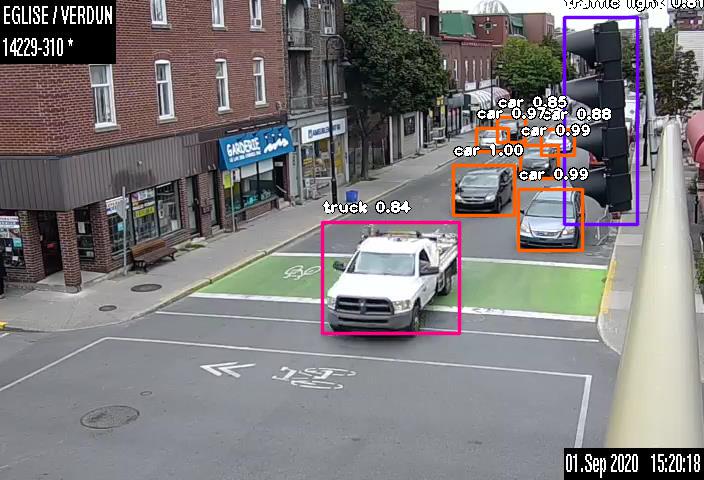 EGLISE / VERDUN
14229-310 *
traffic light 0.81
car 0.85
car 0.97
car 0.88
car 0.99
car 1.00
car 0.99
truck 0.84
GARDERIE
01.Sep 2020 15:20:18